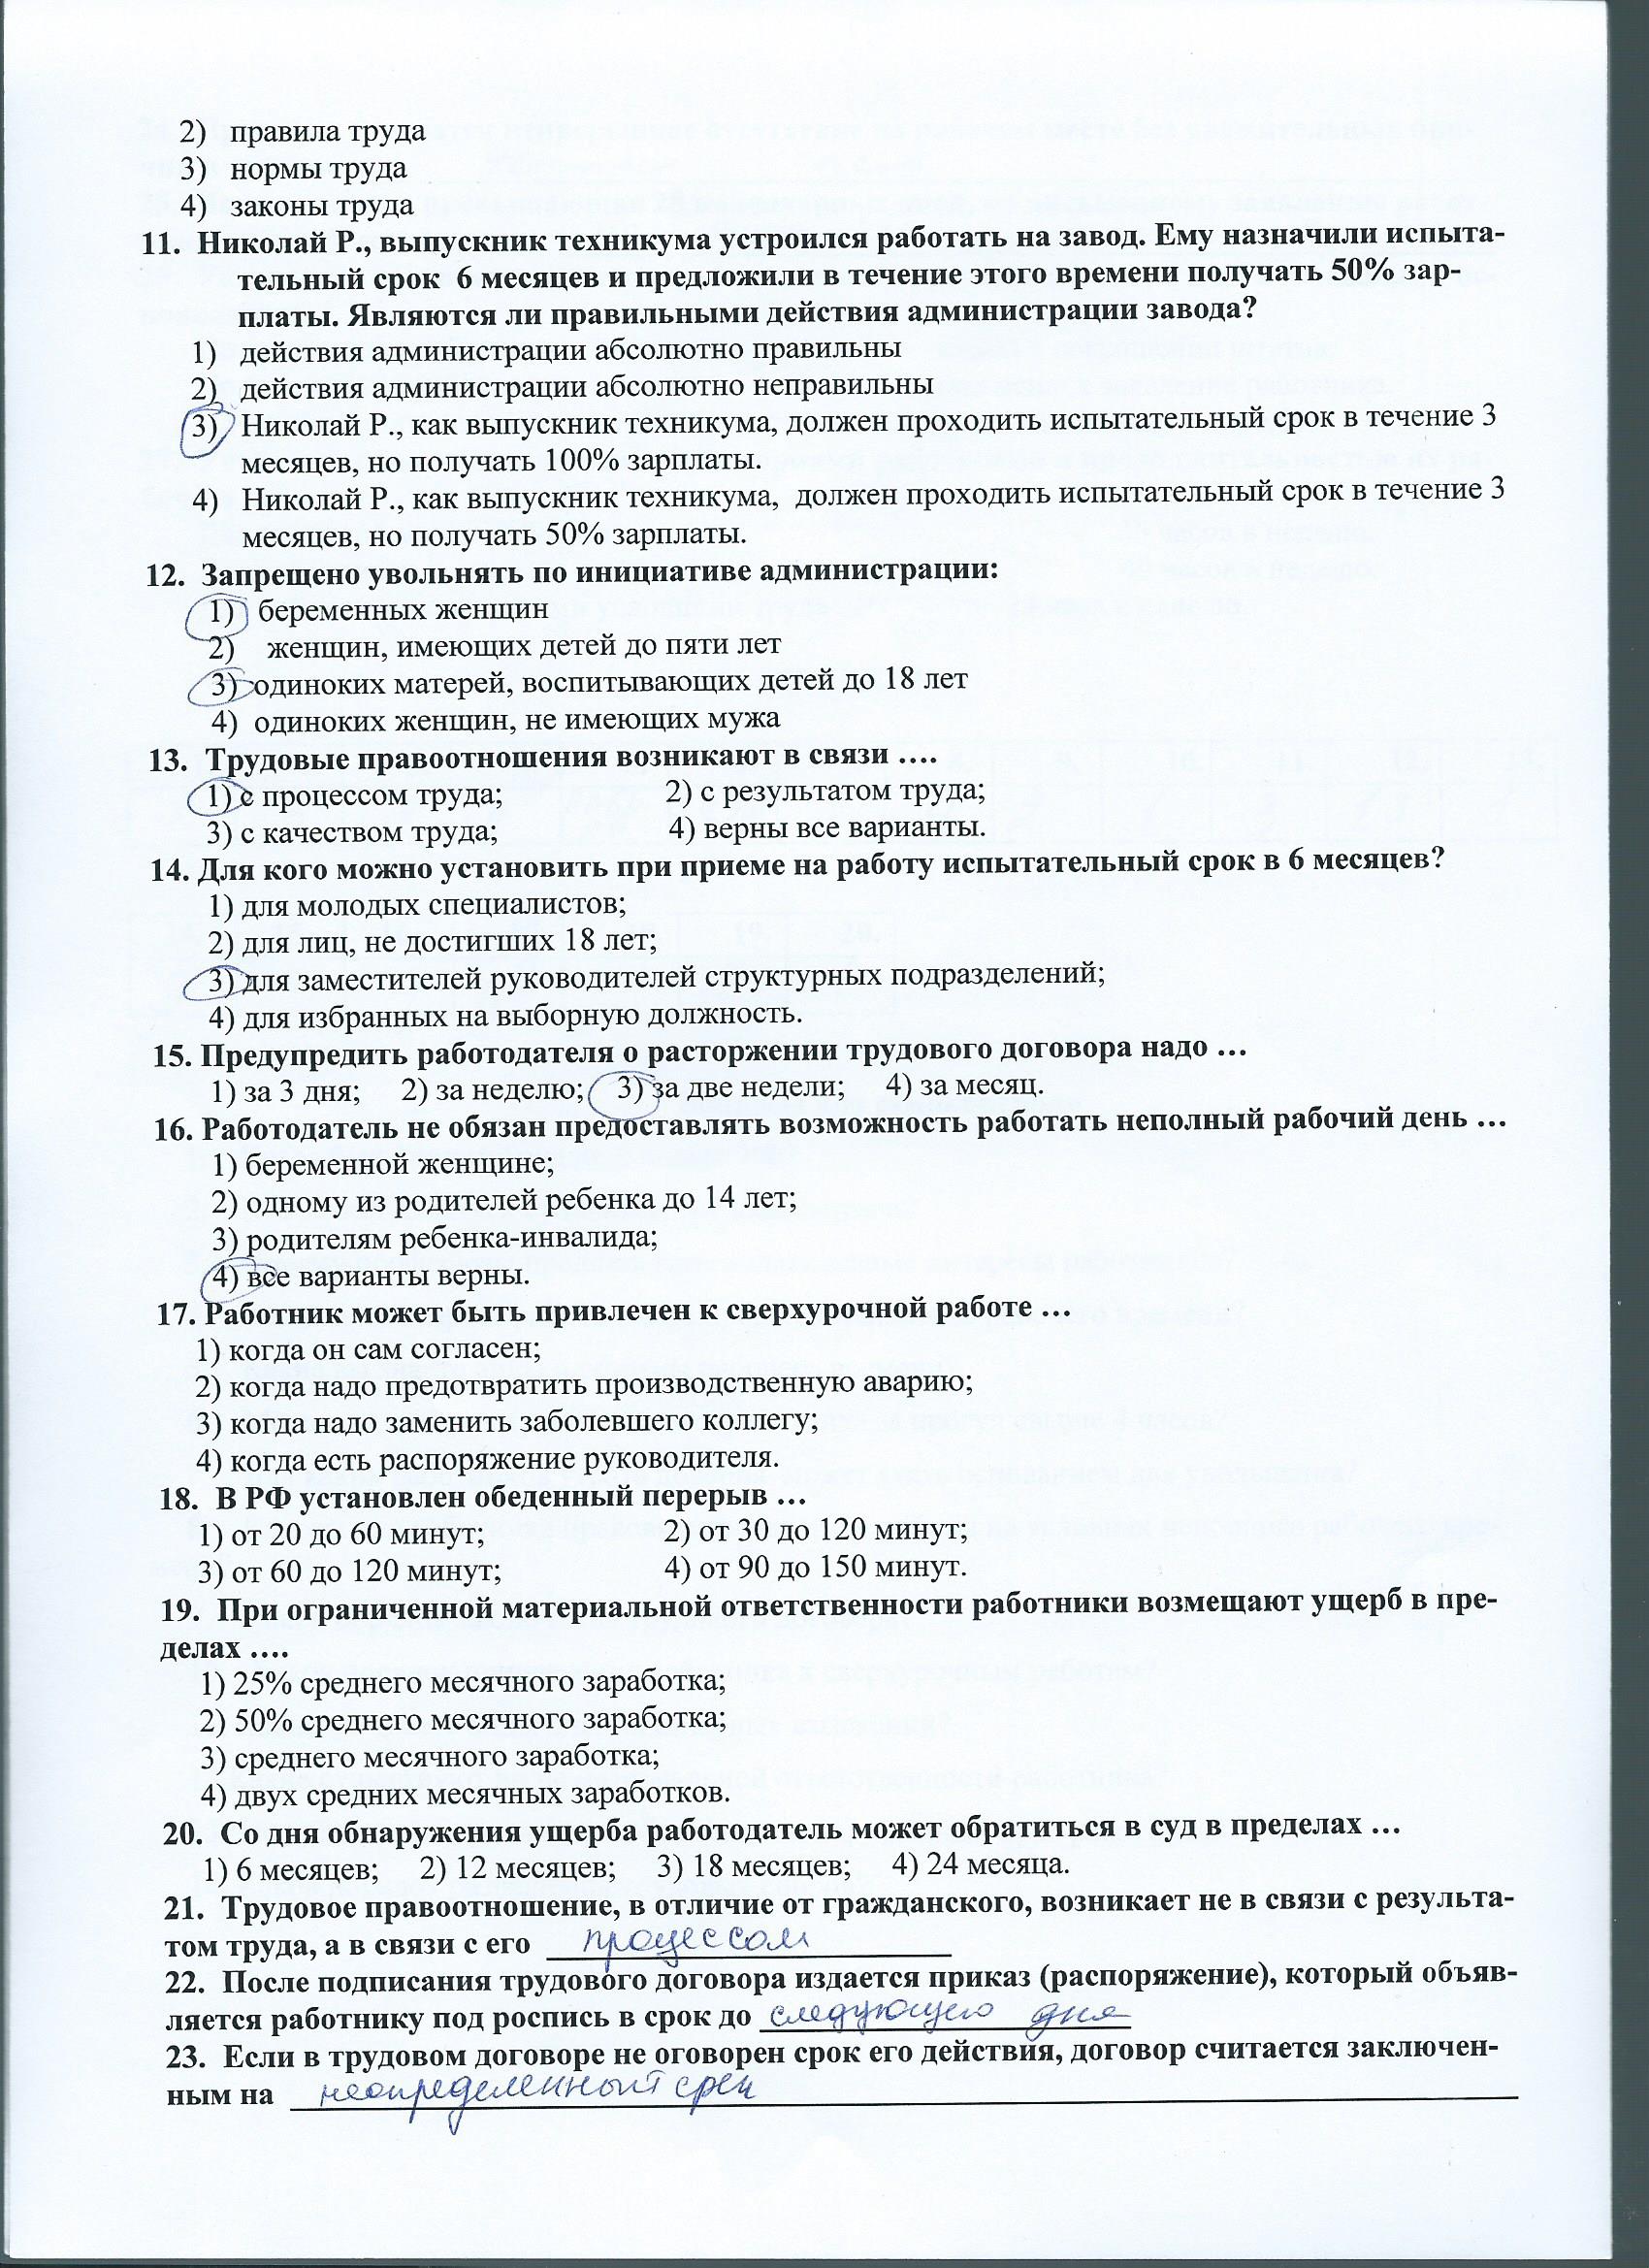 2) правила труда
3) нормы труда
4) законы труда
11. Николай Р., выпускник техникума устроился работать на завод. Ему назначили испыта-
тельный срок 6 месяцев и предложили в течение этого времени получать 50% зар-
платы. Являются ли правильными действия администрации завода?
1) действия администрации абсолютно правильны
2) действия администрации абсолютно неправильны
3) Николай Р., как выпускник техникума, должен проходить испытательный срок в течение 3
месяцев, но получать 100% зарплаты.
4) Николай Р., как выпускник техникума, должен проходить испытательный срок в течение 3
месяцев, но получать 50% зарплаты.
12. Запрещено увольнять по инициативе администрации:
1) беременных женщин
2) женщин, имеющих детей до пяти лет
3) одиноких матерей, воспитывающих детей до 18 лет
4) одиноких женщин, не имеющих мужа
13. Трудовые правоотношения возникают в связи ….
1) с процессом труда; 2) с результатом труда;
3) с качеством труда; 4) верны все варианты.
14. Для кого можно установить при приеме на работу испытательный срок в 6 месяцев?
1) для молодых специалистов;
2) для лиц, не достигших 18 лет;
3) для заместителей руководителей структурных подразделений;
4) для избранных на выборную должность.
15. Предупредить работодателя о расторжении трудового договора надо …
1) за 3 дня; 2) за неделю; 3) за две недели; 4) за месяц.
16. Работодатель не обязан предоставлять возможность работать неполный рабочий день …
1) беременной женщине;
2) одному из родителей ребенка до 14 лет;
3) родителям ребенка-инвалида;
4) все варианты верны.
17. Работник может быть привлечен к сверхурочной работе …
1) когда он сам согласен;
2) когда надо предотвратить производственную аварию;
3) когда надо заменить заболевшего коллегу;
4) когда есть распоряжение руководителя.
18. В РФ установлен обеденный перерыв …
1) от 20 до 60 минут; 2) от 30 до 120 минут;
3) от 60 до 120 минут; 4) от 90 до 150 минут.
19. При ограниченной материальной ответственности работники возмещают ущерб в пре-
делах ….
1) 25% среднего месячного заработка;
2) 50% среднего месячного заработка;
3) среднего месячного заработка;
4) двух средних месячных заработков.
20. Со дня обнаружения ущерба работодатель может обратиться в суд в пределах …
1) 6 месяцев; 2) 12 месяцев; 3) 18 месяцев; 4) 24 месяца.
21. Трудовое правоотношение, в отличие от гражданского, возникает не в связи с результа-
том труда, а в связи с его процессом
22. После подписания трудового договора издается приказ (распоряжение), который объяв-
ляется работнику под роспись в срок до следующего дня
23. Если в трудовом договоре не оговорен срок его действия, договор считается заключен-
ным на неопределенный срок